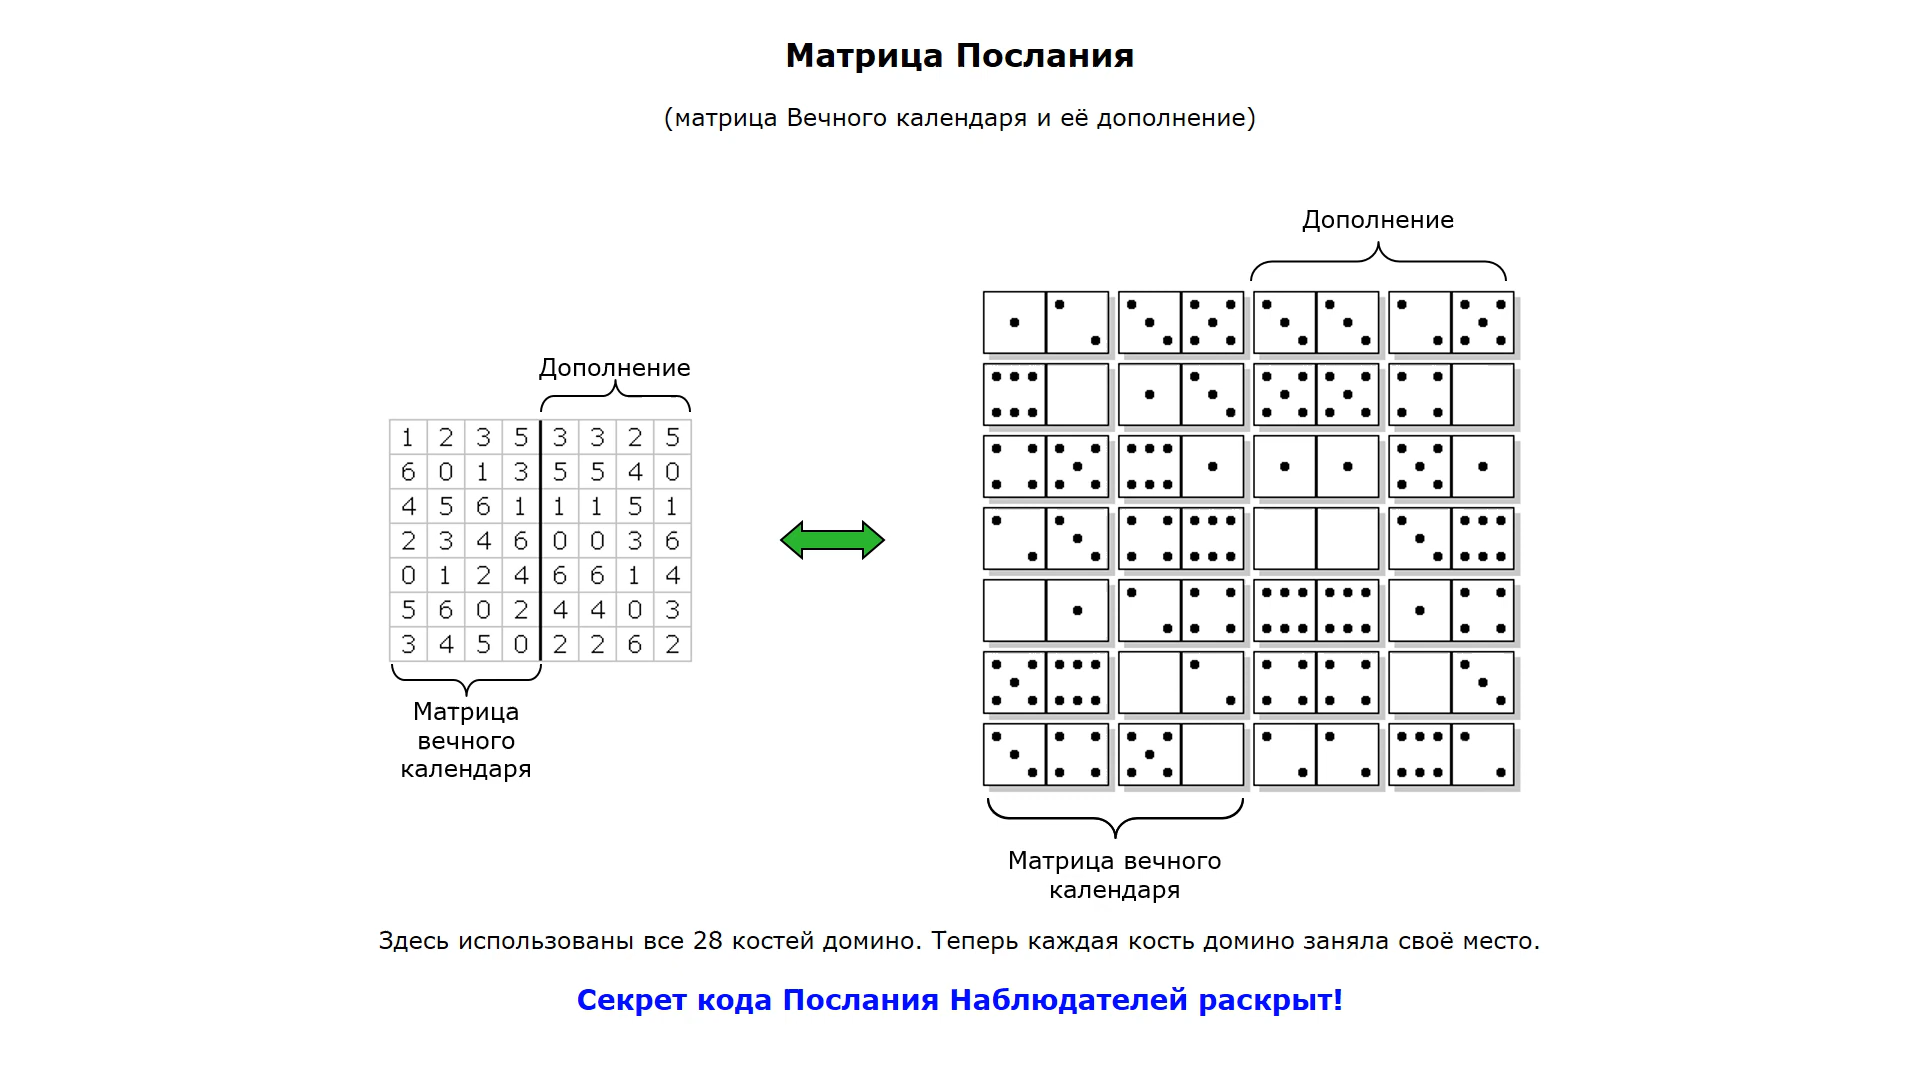 Матрица Послания
(матрица Вечного календаря и её дополнение)
Дополнение
Дополнение
1 2 3 5 3 3 2 5
6 0 1 3 5 5 4 0
4 5 6 1 1 1 5 1
2 3 4 6 0 0 3 6
0 1 2 4 6 6 1 4
5 6 0 2 4 4 0 3
3 4 5 0 2 2 6 2
Матрица
вечного
календаря
Матрица вечного
календаря
Здесь использованы все 28 костей домино. Теперь каждая кость домино заняла своё место.
Секрет кода Послания Наблюдателей раскрыт!